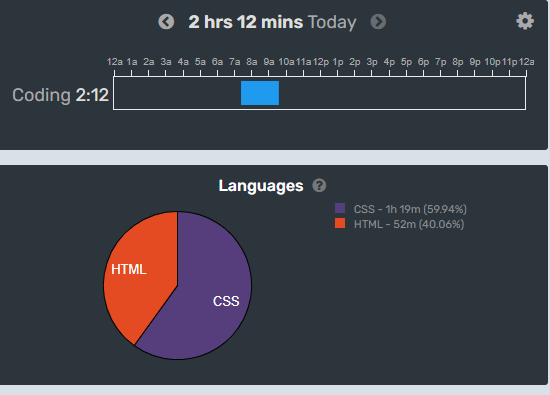 2 hrs 12 mins Today
12a 1a 2a 3a 4a 5a 6a 7a 8a 9a 10a 11a 12p 1p 2p 3p 4p 5p 6p 7p 8p 9p 10p 11p 12a
Coding 2:12
Languages ?
CSS - 1h 19m (59.94%)
HTML - 52m (40.06%)
HTML
CSS